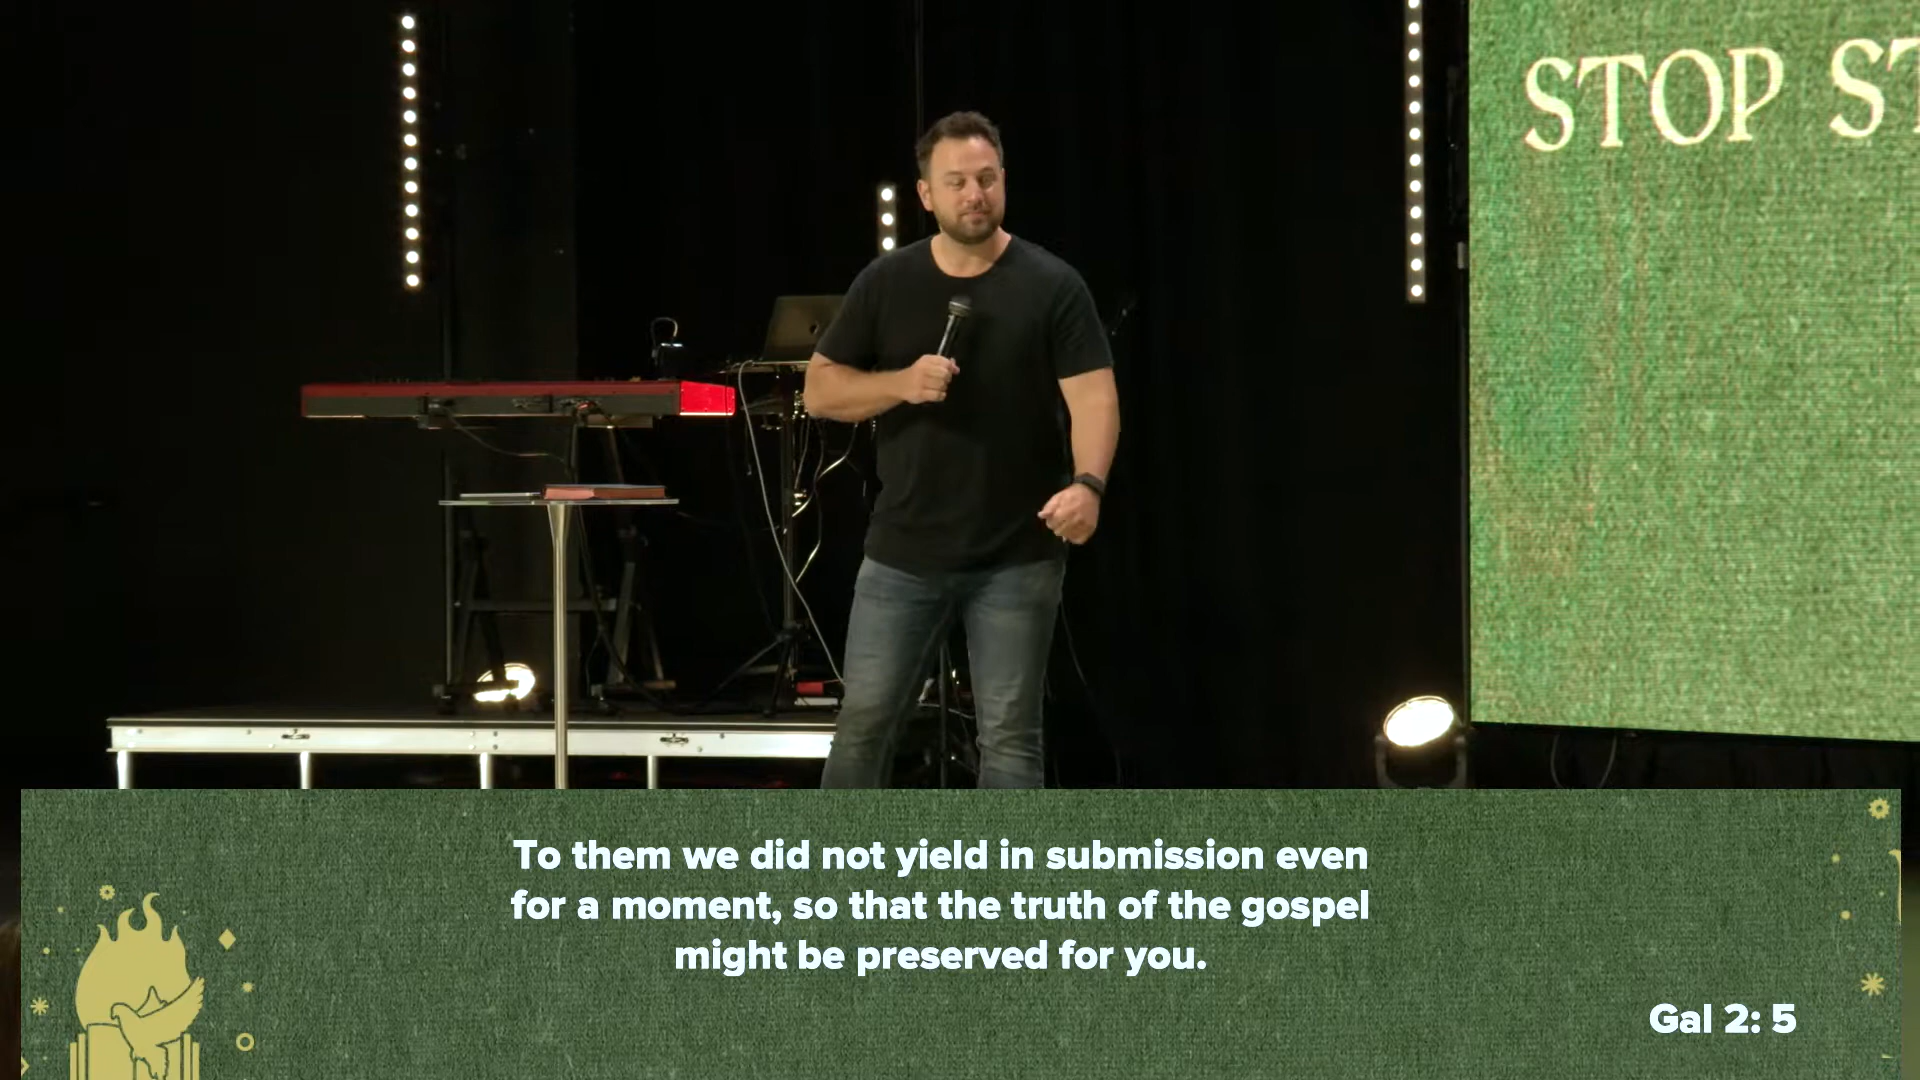 STOP
To them we did not yield in submission even
for a moment, so that the truth of the gospel
might be preserved for you.
Gal 2: 5